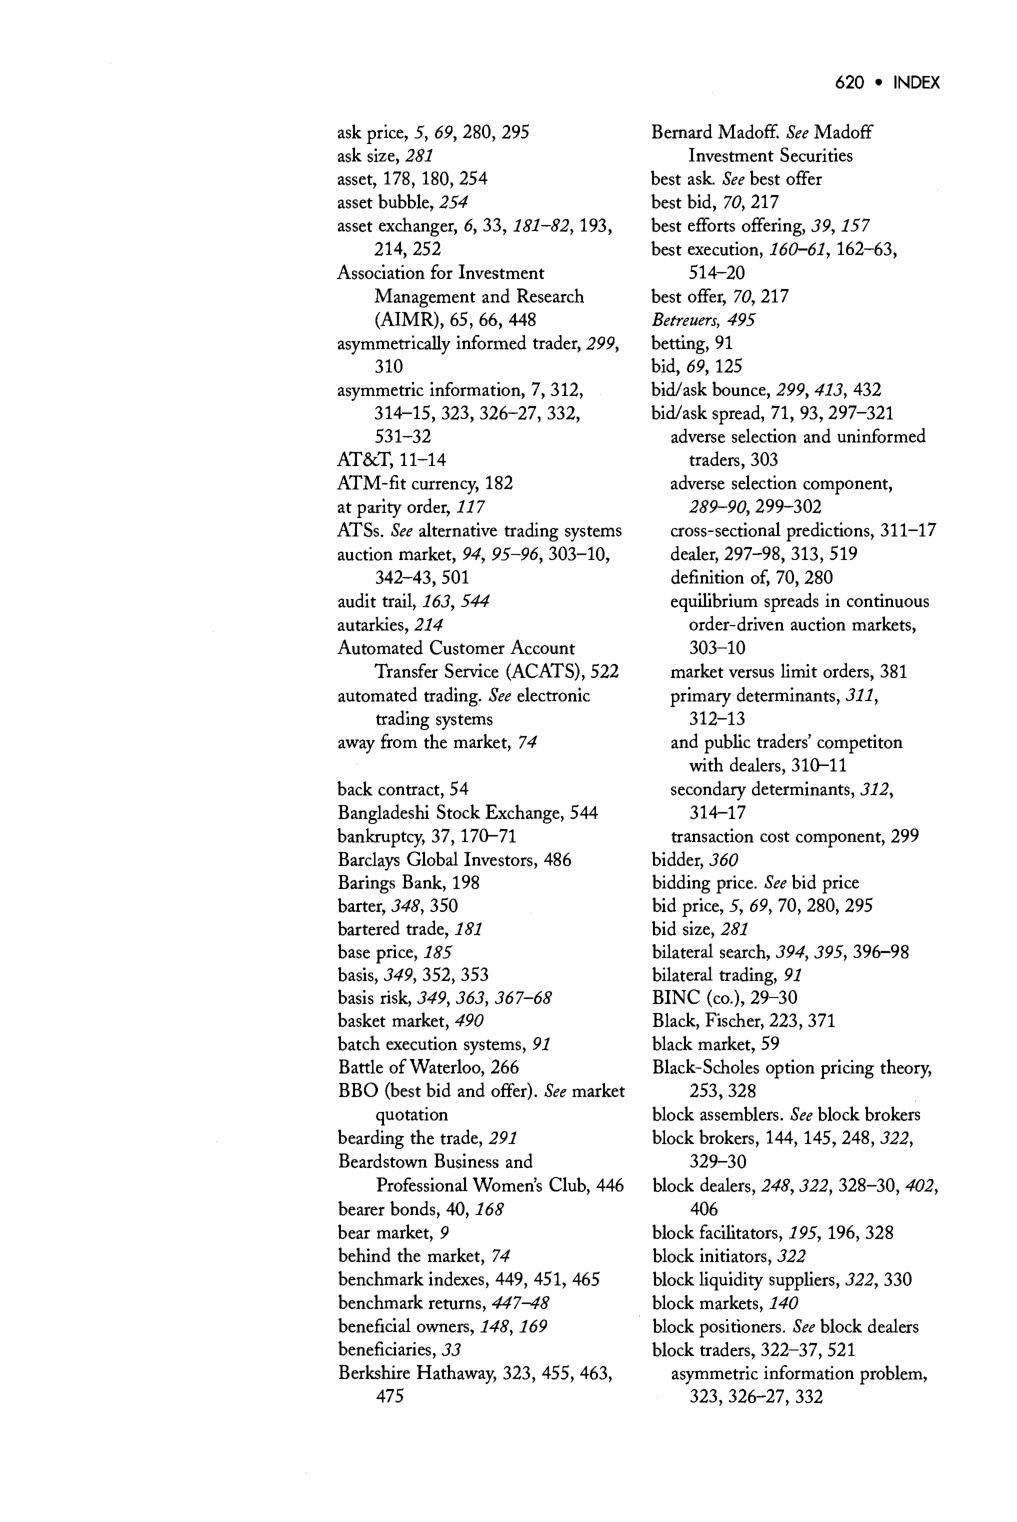 620 • INDEX
ask price, 5, 69, 280, 295
ask size, 281
asset, 178, 180, 254
asset bubble, 254
asset exchanger, 6, 33, 181–82, 193,
214, 252
Association for Investment
Management and Research
(AIMR), 65, 66, 448
asymmetrically informed trader, 299,
310
asymmetric information, 7, 312,
314–15, 323, 326–27, 332,
531–32
AT&T, 11–14
ATM-fit currency, 182
at parity order, 117
ATSs. See alternative trading systems
auction market, 94, 95–96, 303–10,
342–43, 501
audit trail, 163, 544
autarkies, 214
Automated Customer Account
Transfer Service (ACATS), 522
automated trading. See electronic
trading systems
away from the market, 74
back contract, 54
Bangladeshi Stock Exchange, 544
bankruptcy, 37, 170–71
Barclays Global Investors, 486
Barings Bank, 198
barter, 348, 350
bartered trade, 181
base price, 185
basis, 349, 352, 353
basis risk, 349, 363, 367–68
basket market, 490
batch execution systems, 91
Battle of Waterloo, 266
BBO (best bid and offer). See market
quotation
bearding the trade, 291
Beardstown Business and
Professional Women's Club, 446
bearer bonds, 40, 168
bear market, 9
behind the market, 74
benchmark indexes, 449, 451, 465
benchmark returns, 447–48
beneficial owners, 148, 169
beneficiaries, 33
Berkshire Hathaway, 323, 455, 463,
475
Bernard Madoff. See Madoff
Investment Securities
best ask. See best offer
best bid, 70, 217
best efforts offering, 39, 157
best execution, 160–61, 162–63,
514–20
best offer, 70, 217
Betreuers, 495
betting, 91
bid, 69, 125
bid/ask bounce, 299, 413, 432
bid/ask spread, 71, 93, 297–321
adverse selection and uninformed
traders, 303
adverse selection component,
289–90, 299–302
cross-sectional predictions, 311–17
dealer, 297–98, 313, 519
definition of, 70, 280
equilibrium spreads in continuous
order-driven auction markets,
303–10
market versus limit orders, 381
primary determinants, 311,
312–13
and public traders' competiton
with dealers, 310–11
secondary determinants, 312,
314–17
transaction cost component, 299
bidder, 360
bidding price. See bid price
bid price, 5, 69, 70, 280, 295
bid size, 281
bilateral search, 394, 395, 396–98
bilateral trading, 91
BINC (co.), 29–30
Black, Fischer, 223, 371
black market, 59
Black-Scholes option pricing theory,
253, 328
block assemblers. See block brokers
block brokers, 144, 145, 248, 322,
329–30
block dealers, 248, 322, 328–30, 402,
406
block facilitators, 195, 196, 328
block initiators, 322
block liquidity suppliers, 322, 330
block markets, 140
block positioners. See block dealers
block traders, 322–37, 521
asymmetric information problem,
323, 326–27, 332